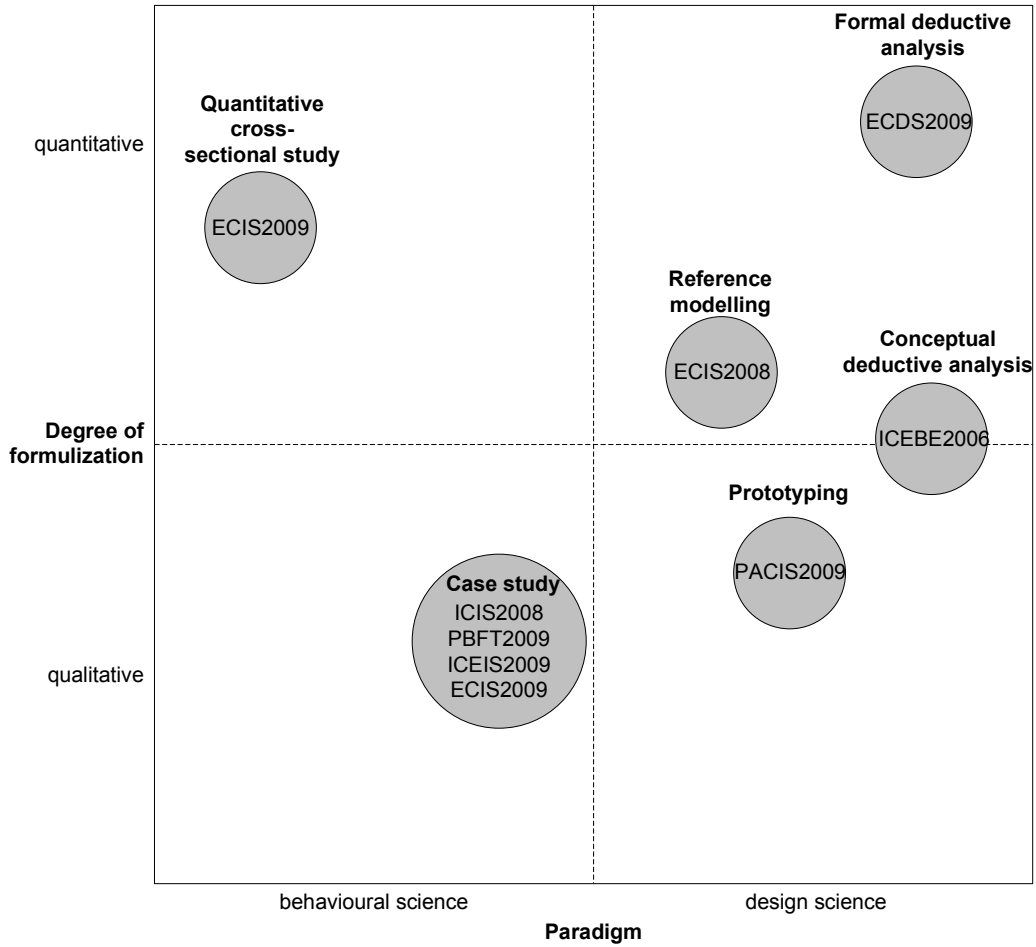 Formal deductive
analysis
ECDS2009
Quantitative
cross-
sectional study
quantitative
ECIS2009
Reference
modelling
ECIS2008
Conceptual
deductive analysis
ICEBE2006
Degree of
formulization
Prototyping
PACIS2009
Case study
ICIS2008
PBFT2009
ICEIS2009
ECIS2009
qualitative
behavioural science
design science
Paradigm